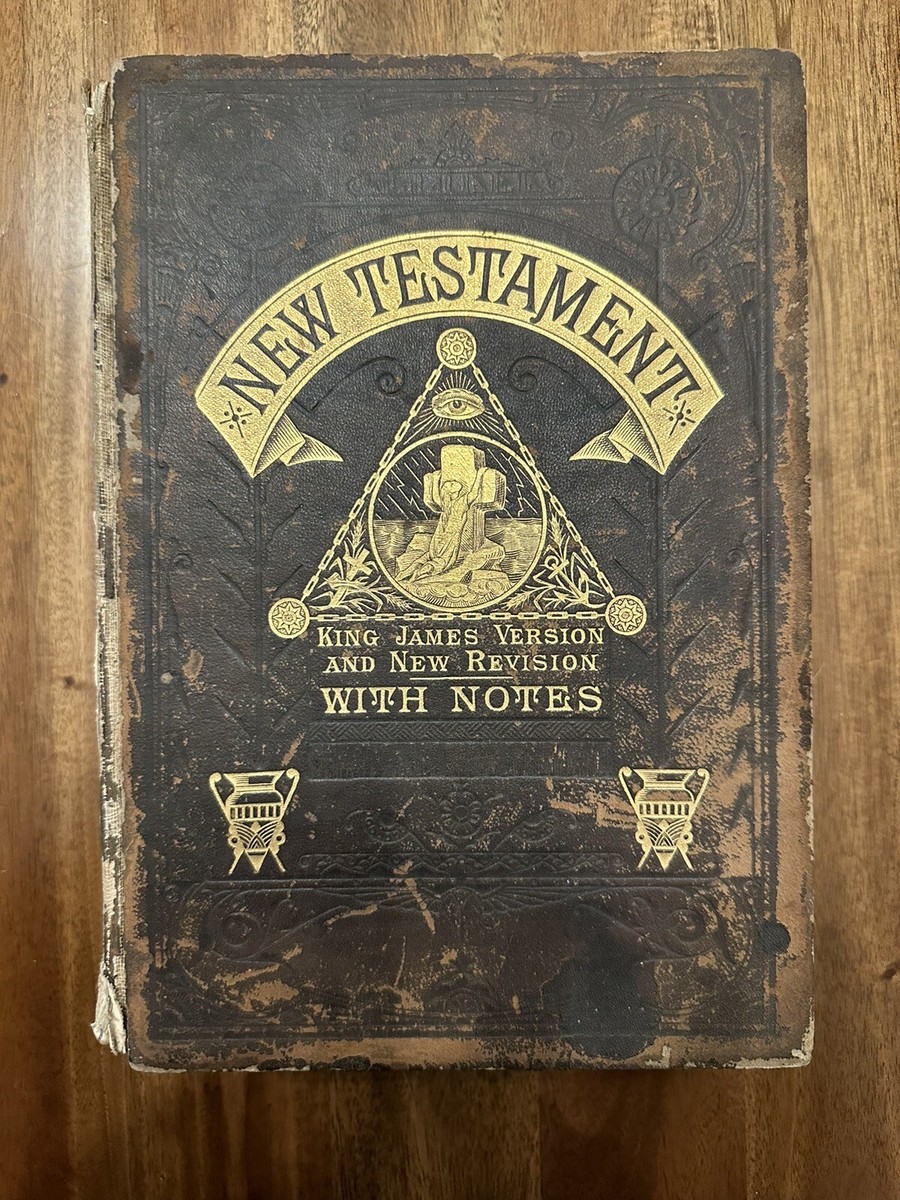 NEW TESTAMENT
KING JAMES VERSION
AND NEW REVISION
WITH NOTES